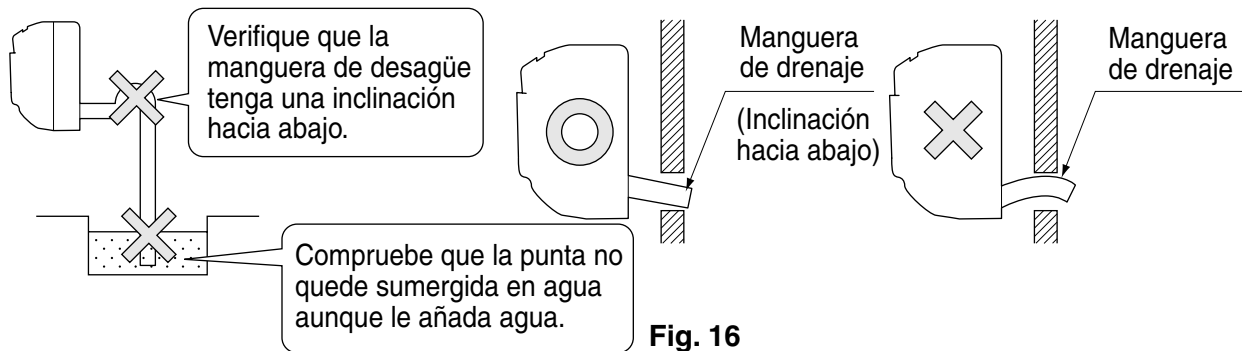 Verifique que la
manguera de desagüe
tenga una inclinación
hacia abajo.
Compruebe que la punta no
quede sumergida en agua
aunque le añada agua.
Manguera
de drenaje
(Inclinación
hacia abajo)
Manguera
de drenaje
Fig. 16